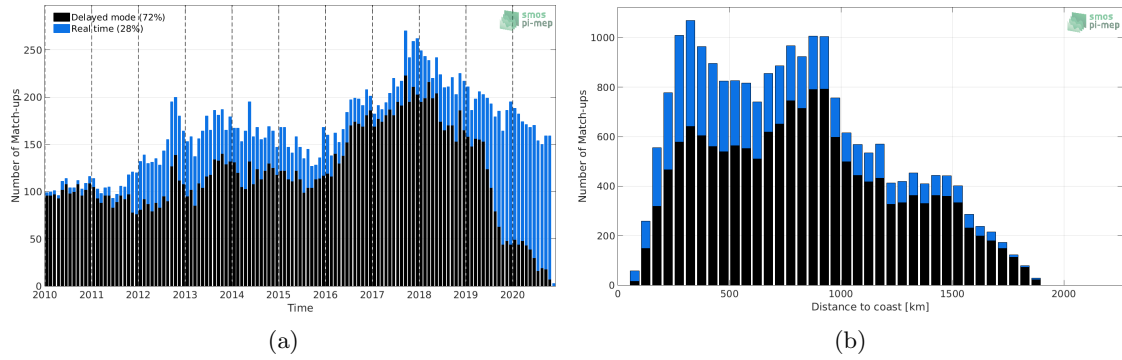 Delayed mode (72%)
Real time (28%)
smos
pi-mep
Number of Match-ups
250
200
150
100
50
0
2010 2011 2012 2013 2014 2015 2016 2017 2018 2019 2020
Time
(a)
smos
pi-mep
Number of Match-ups
1000
800
600
400
200
0
0 500 1000 1500 2000
Distance to coast [km]
(b)